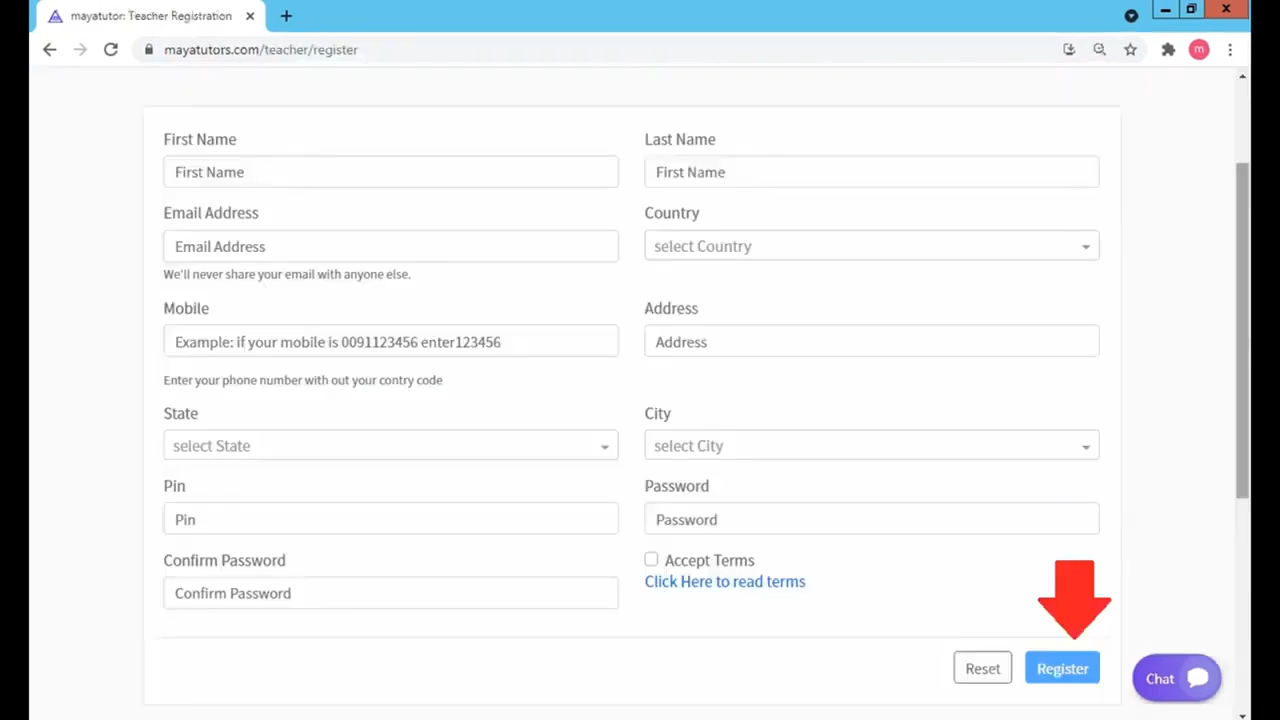 mayatutor: Teacher Registration
mayatutors.com/teacher/register
m
First Name
Last Name
First Name
First Name
Email Address
Country
Email Address
select Country
We'll never share your email with anyone else.
Mobile
Address
Example: if your mobile is 0091123456 enter123456
Address
Enter your phone number with out your contry code
State
City
select State
select City
Pin
Password
Pin
Password
Confirm Password
Accept Terms
Click Here to read terms
Confirm Password
Reset
Register
Chat